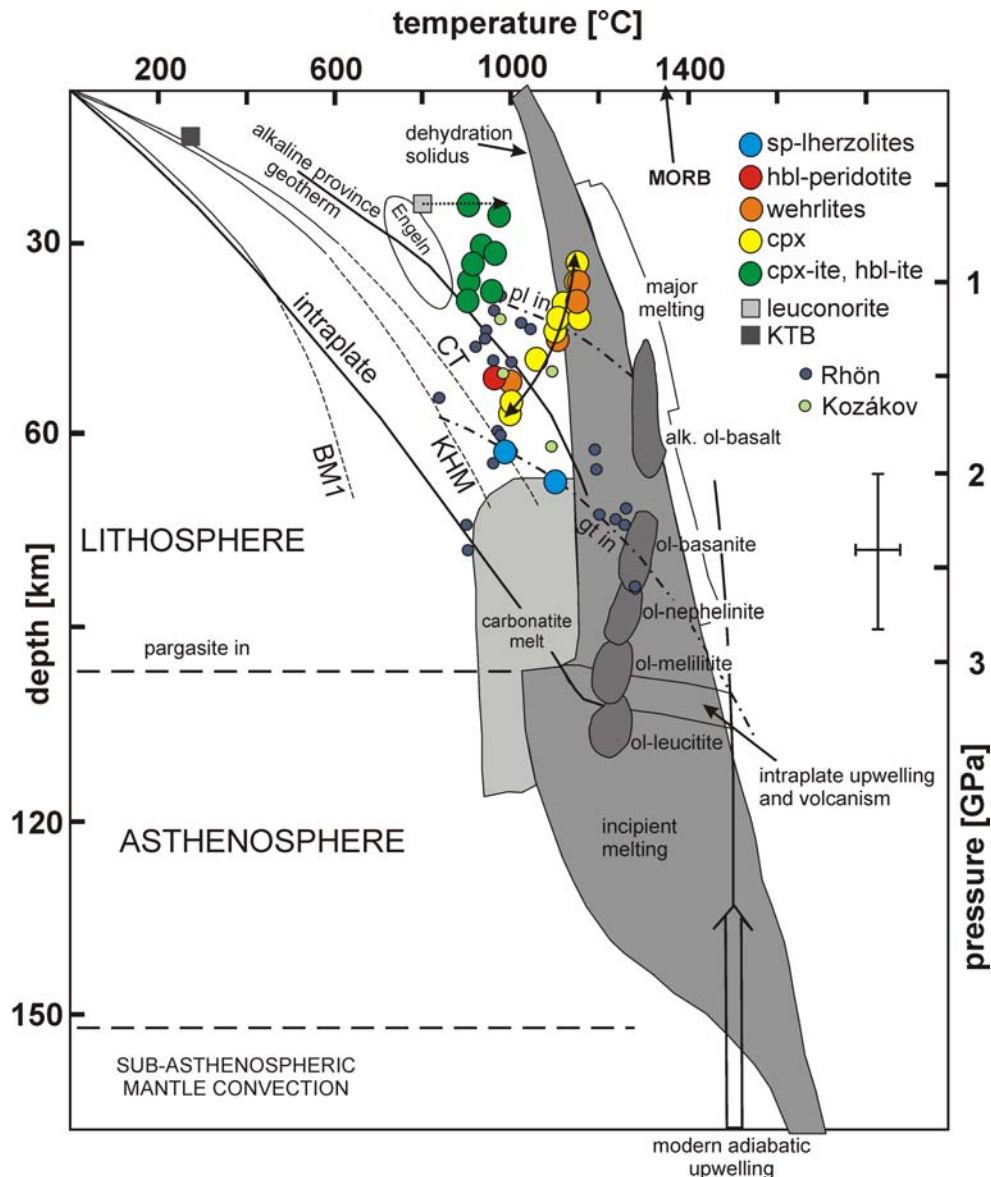 temperature [°C]
200
600
1000
1400
dehydration
solidus
MORB
sp-lherzolites
hbl-peridotite
wehrlites
cpx
cpx-ite, hbl-ite
leuconorite
KTB
Rhön
Kozákov
alkaline province
geotherm
Engeln
30
1
major
melting
pl in
intraplate
CT
60
alk. ol-basalt
2
KHM
BM1
gt in
LITHOSPHERE
ol-basanite
depth [km]
carbonatite
melt
ol-nephelinite
pargasite in
ol-melilitite
3
ol-leucitite
intraplate upwelling
and volcanism
pressure [GPa]
120
ASTHENOSPHERE
incipient
melting
150
SUB-ASTHENOSPHERIC
MANTLE CONVECTION
modern adiabatic
upwelling